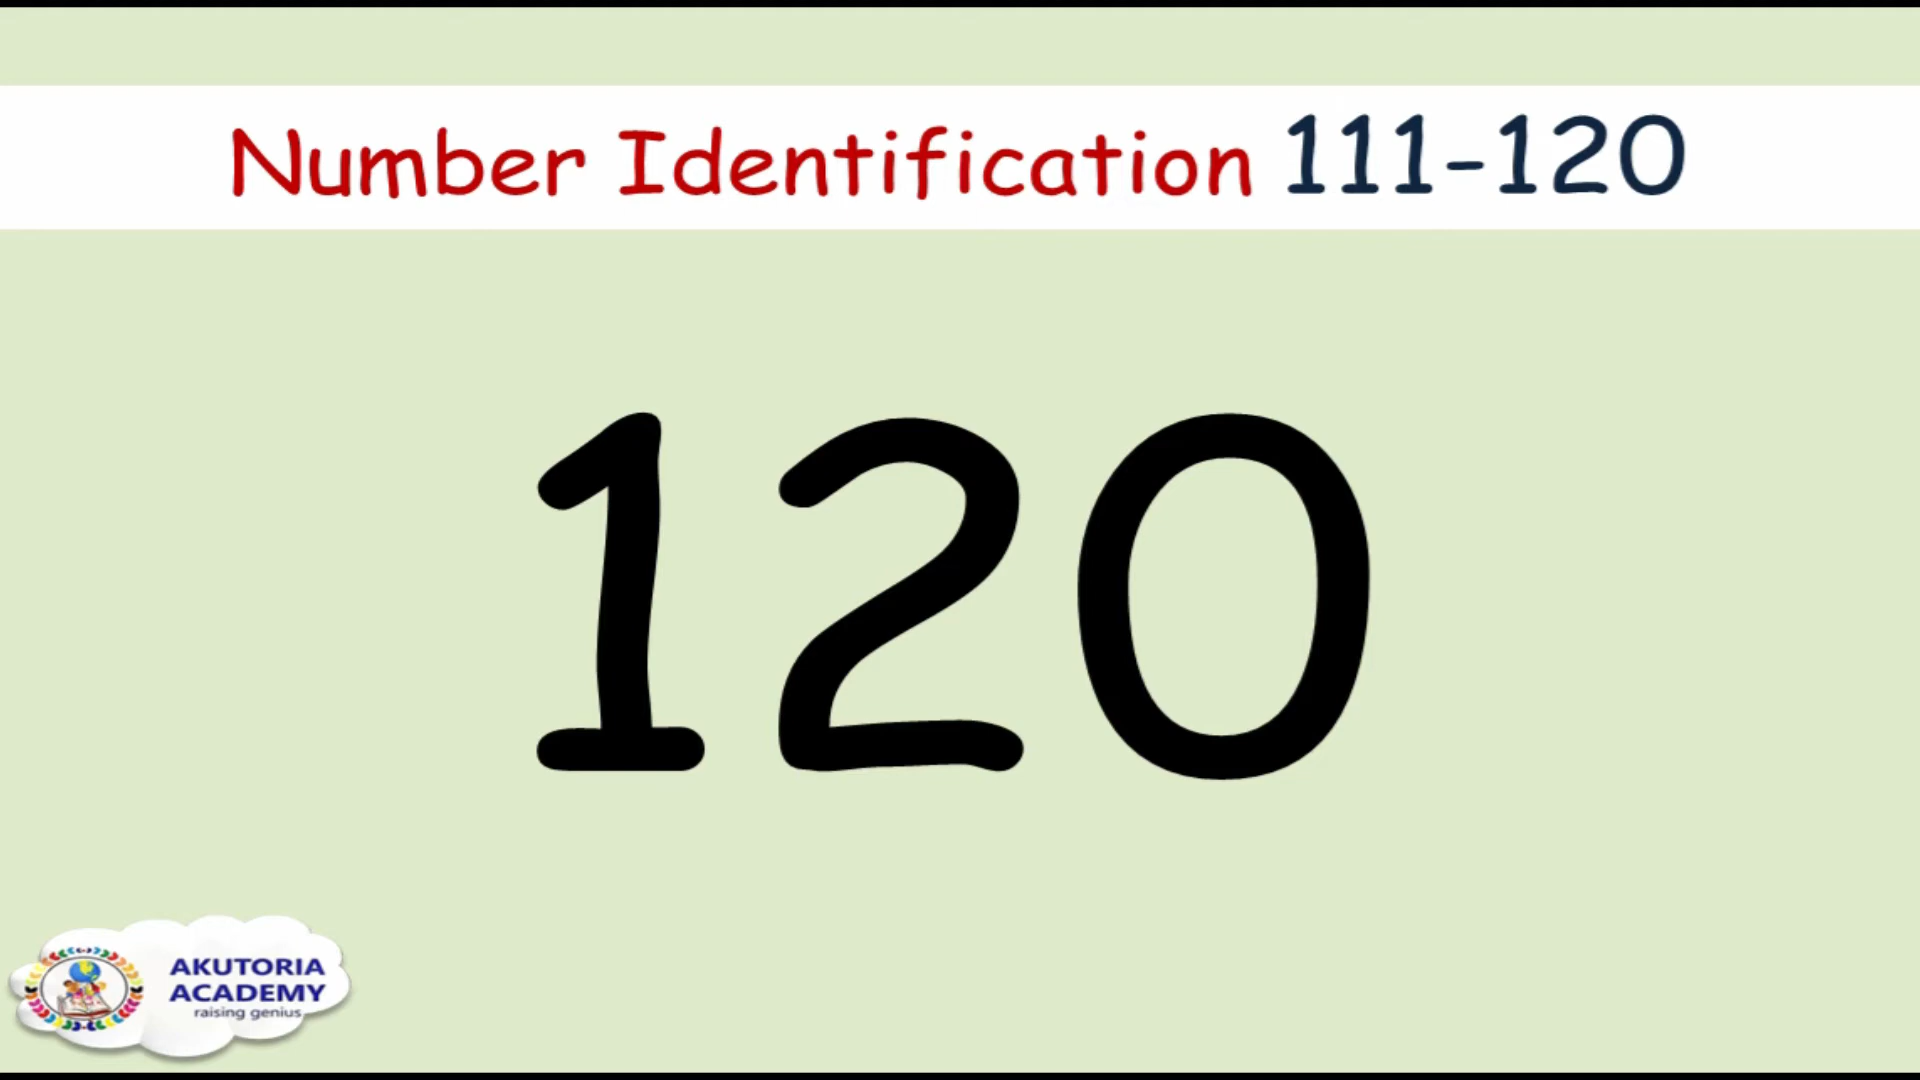 Number Identification 111-120
120
AKUTORIA
ACADEMY
raising genius